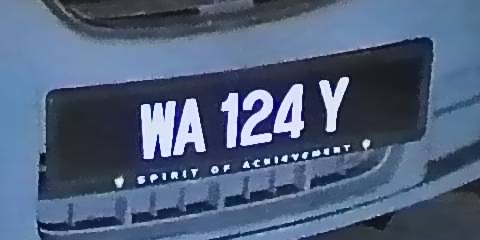 WA 124 Y
SPIRIT OF ACHIEVEMENT